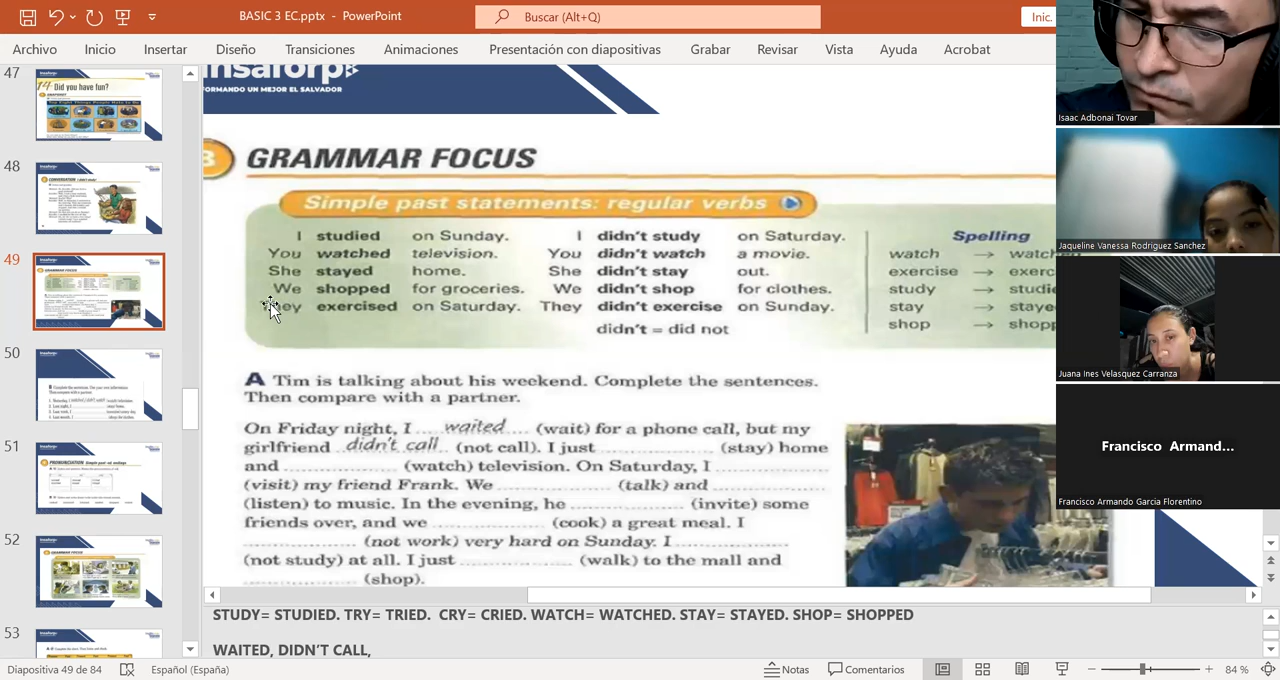 BASIC 3 EC.pptx - PowerPoint
Buscar (Alt+Q)
Inic.
Archivo Inicio Insertar Diseño Transiciones Animaciones Presentación con diapositivas Grabar Revisar Vista Ayuda Acrobat
47
14 Did you have fun?
48
49
GRAMMAR FOCUS
50
51
52
GRAMMAR FOCUS
53
FORMANDO UN MEJOR EL SALVADOR
GRAMMAR FOCUS
Simple past statements: regular verbs
I studied on Sunday. I didn't study on Saturday. Spelling
You watched television. You didn't watch a movie. watch →
She stayed home. She didn't stay out. exercise →
We shopped for groceries. We didn't shop for clothes. study →
They exercised on Saturday. They didn't exercise on Sunday. stay →
didn't = did not shop →
A Tim is talking about his weekend. Complete the sentences.
Then compare with a partner.
On Friday night, I waited (wait) for a phone call, but my
girlfriend didn't call (not call). I just ............ (stay) home
and ............ (watch) television. On Saturday, I ............
(visit) my friend Frank. We ............ (talk) and ............
(listen) to music. In the evening, he ............ (invite) some
friends over, and we ............ (cook) a great meal. I
............ (not work) very hard on Sunday. I ............
(not study) at all. I just ............ (walk) to the mall and
............ (shop).
STUDY= STUDIED. TRY= TRIED. CRY= CRIED. WATCH= WATCHED. STAY= STAYED. SHOP= SHOPPED
WAITED, DIDN'T CALL,
Diapositiva 49 de 84 Español (España) Notas Comentarios 84 %
Isaac Adbonai Tovar
Jaqueline Vanessa Rodriguez Sanchez
Juana Ines Velasquez Carranza
Francisco Armand...
Francisco Armando Garcia Florentino